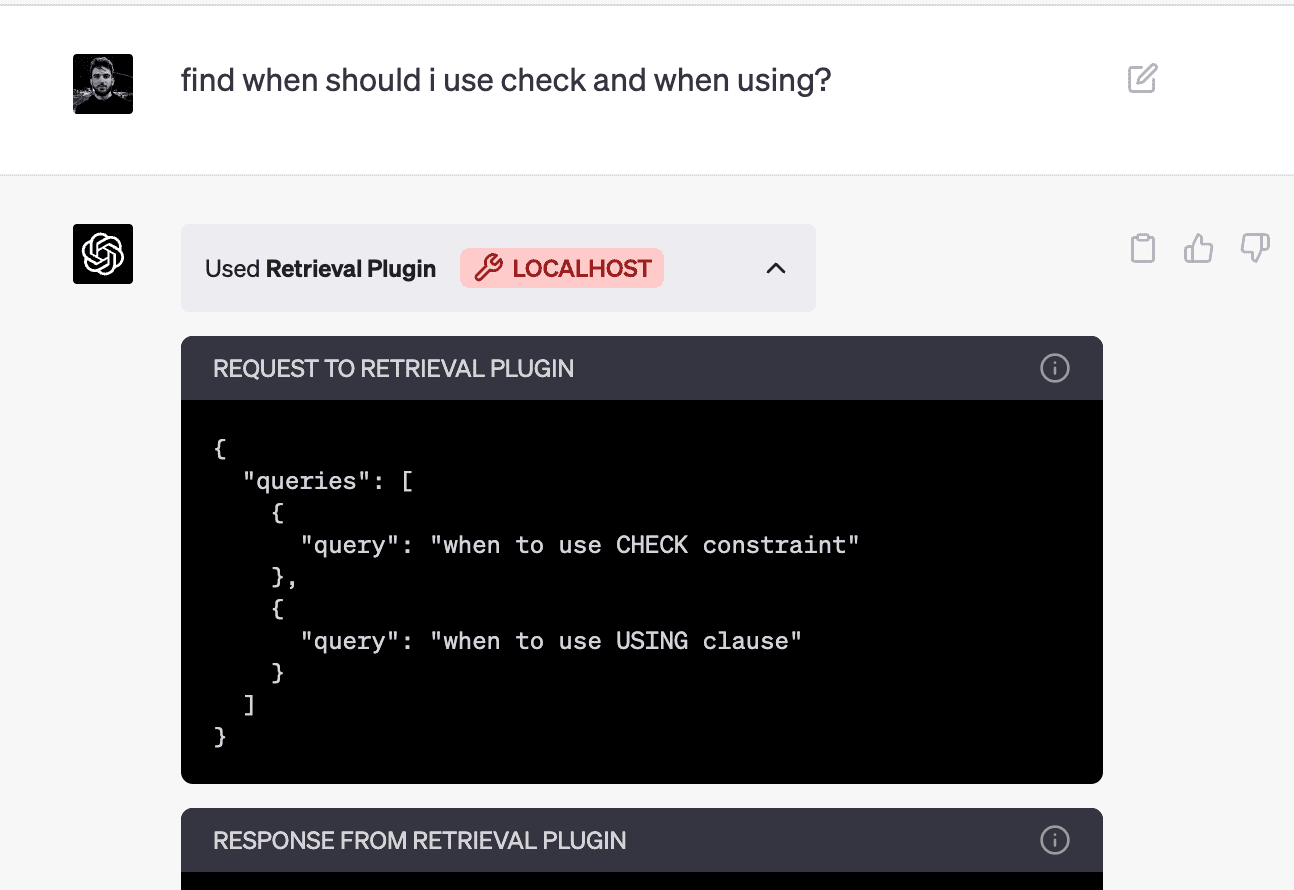 find when should i use check and when using?
Used Retrieval Plugin LOCALHOST
REQUEST TO RETRIEVAL PLUGIN
{
  "queries": [
    {
      "query": "when to use CHECK constraint"
    },
    {
      "query": "when to use USING clause"
    }
  ]
}
RESPONSE FROM RETRIEVAL PLUGIN